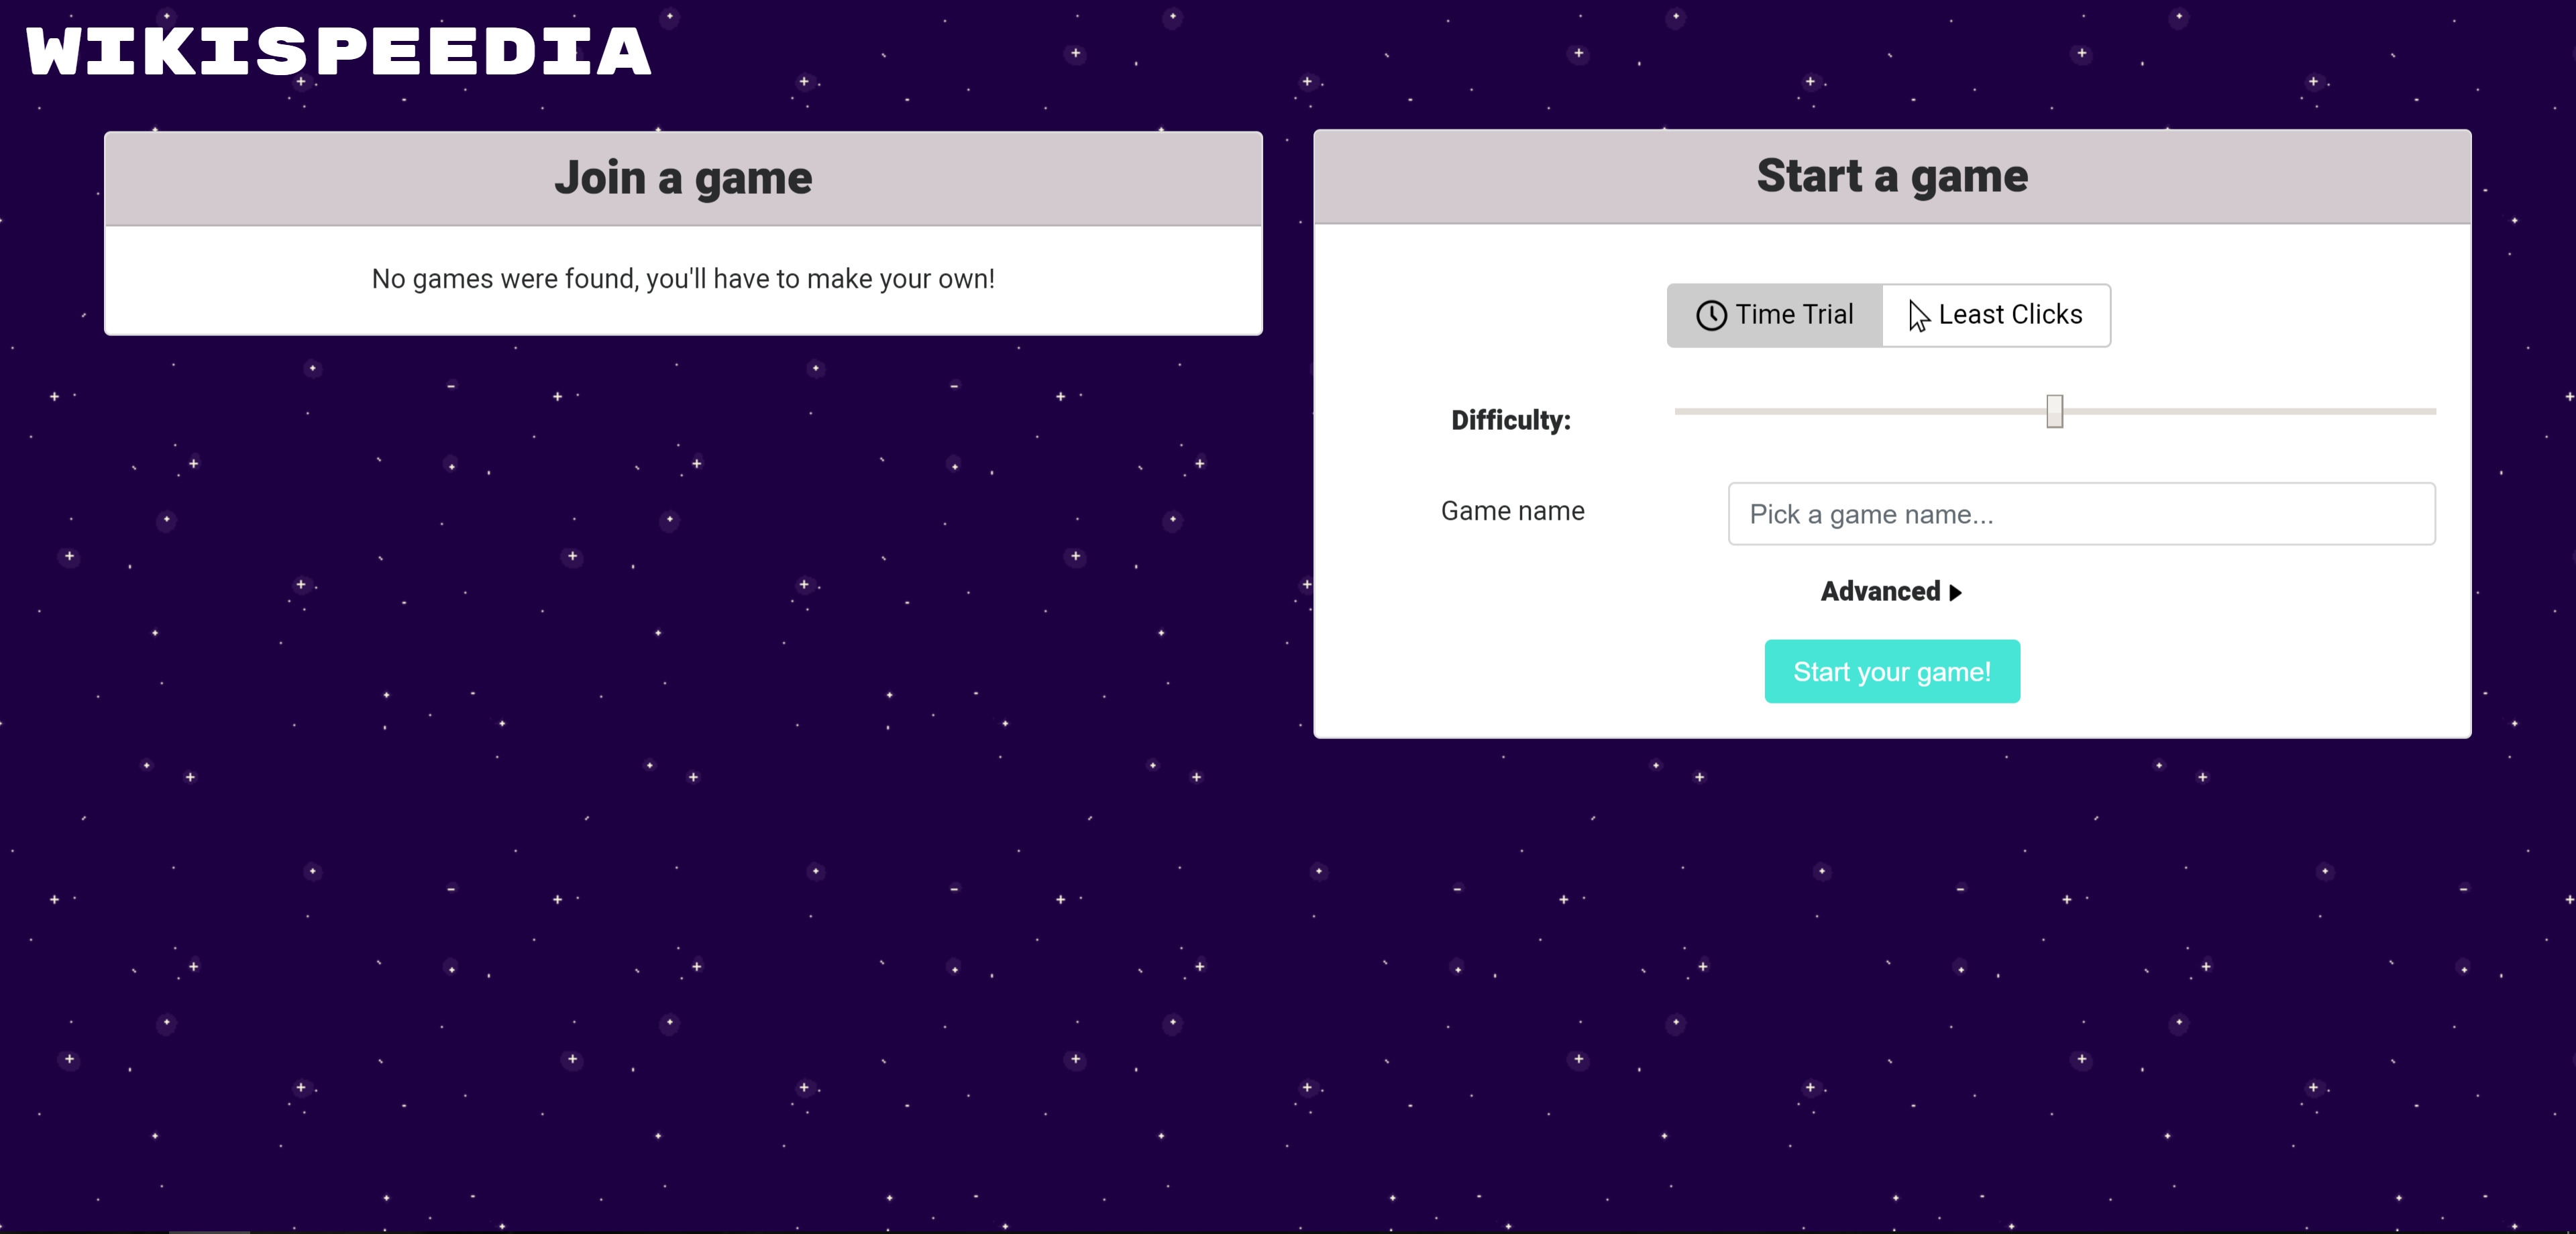 WIKISPEEDIA
Join a game
No games were found, you'll have to make your own!
Start a game
Time Trial
Least Clicks
Difficulty:
Game name
Pick a game name...
Advanced
Start your game!